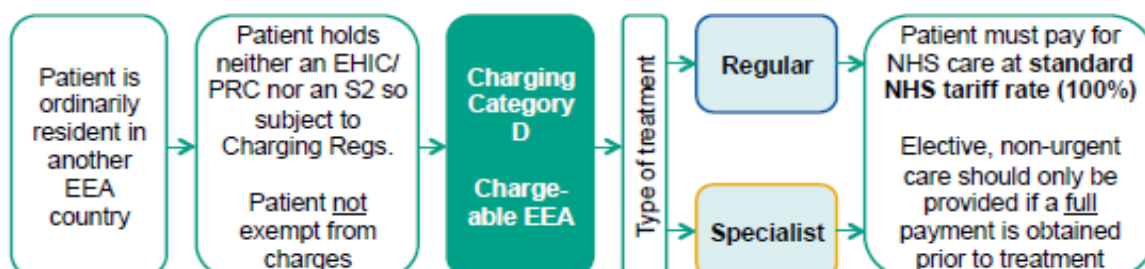 Patient is
ordinarily
resident in
another
EEA
country
Patient holds
neither an EHIC/
PRC nor an S2 so
subject to
Charging Regs.
Patient not
exempt from
charges
Charging
Category
D
Charge-
able EEA
Type of treatment
Regular
Specialist
Patient must pay for
NHS care at standard
NHS tariff rate (100%)
Elective, non-urgent
care should only be
provided if a full
payment is obtained
prior to treatment